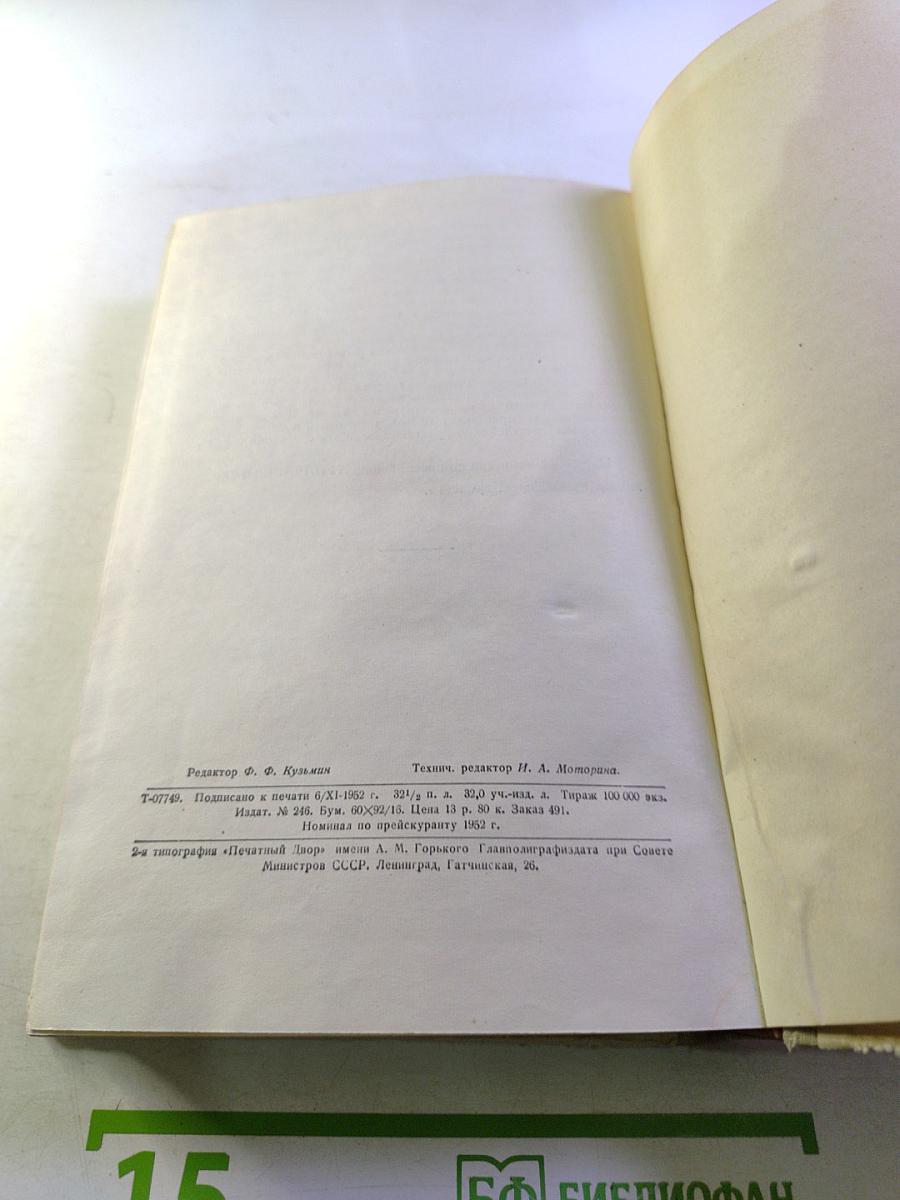 Редактор Ф. Ф. Кузьмин Технич. редактор И. А. Моторина.
Т-07749. Подписано к печати 6/XI-1952 г. 32¹/₂ п. л. 32,0 уч.-изд. л. Тираж 100 000 экз.
Издат. № 246. Бум. 60×92/16. Цена 13 р. 80 к. Заказ 491.
Номинал по прейскуранту 1952 г.
2-я типография «Печатный Двор» имени А. М. Горького Главполиграфиздата при Совете
Министров СССР. Ленинград, Гатчинская, 26.
15 БФ БИБЛИОФАН